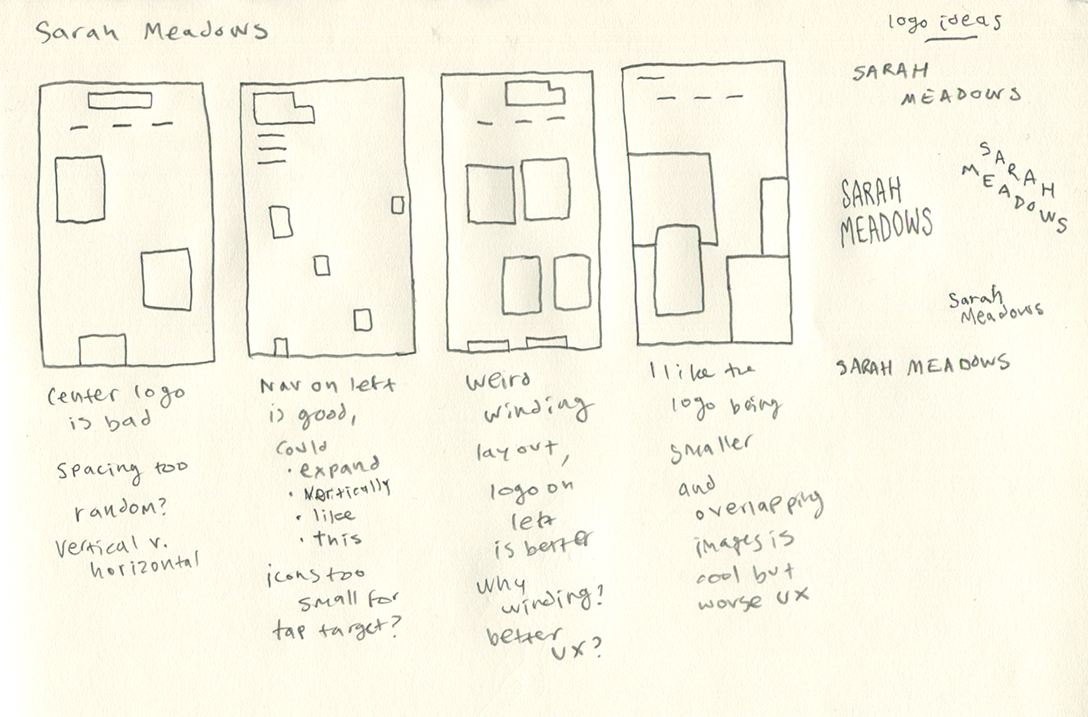 Sarah Meadows
logo ideas
SARAH
MEADOWS
SARAH
MEADOWS
SARAH
MEADOWS
Sarah
Meadows
SARAH MEADOWS
Center logo
is bad
spacing too
random?
vertical v.
horizontal
Nav on left
is good,
could
• expand
• vertically
• like
• this
icons too
small for
tap target?
weird
winding
layout,
logo on
left
is better
why
winding?
better
UX?
I like the
logo being
smaller
and
overlapping
images is
cool but
worse UX